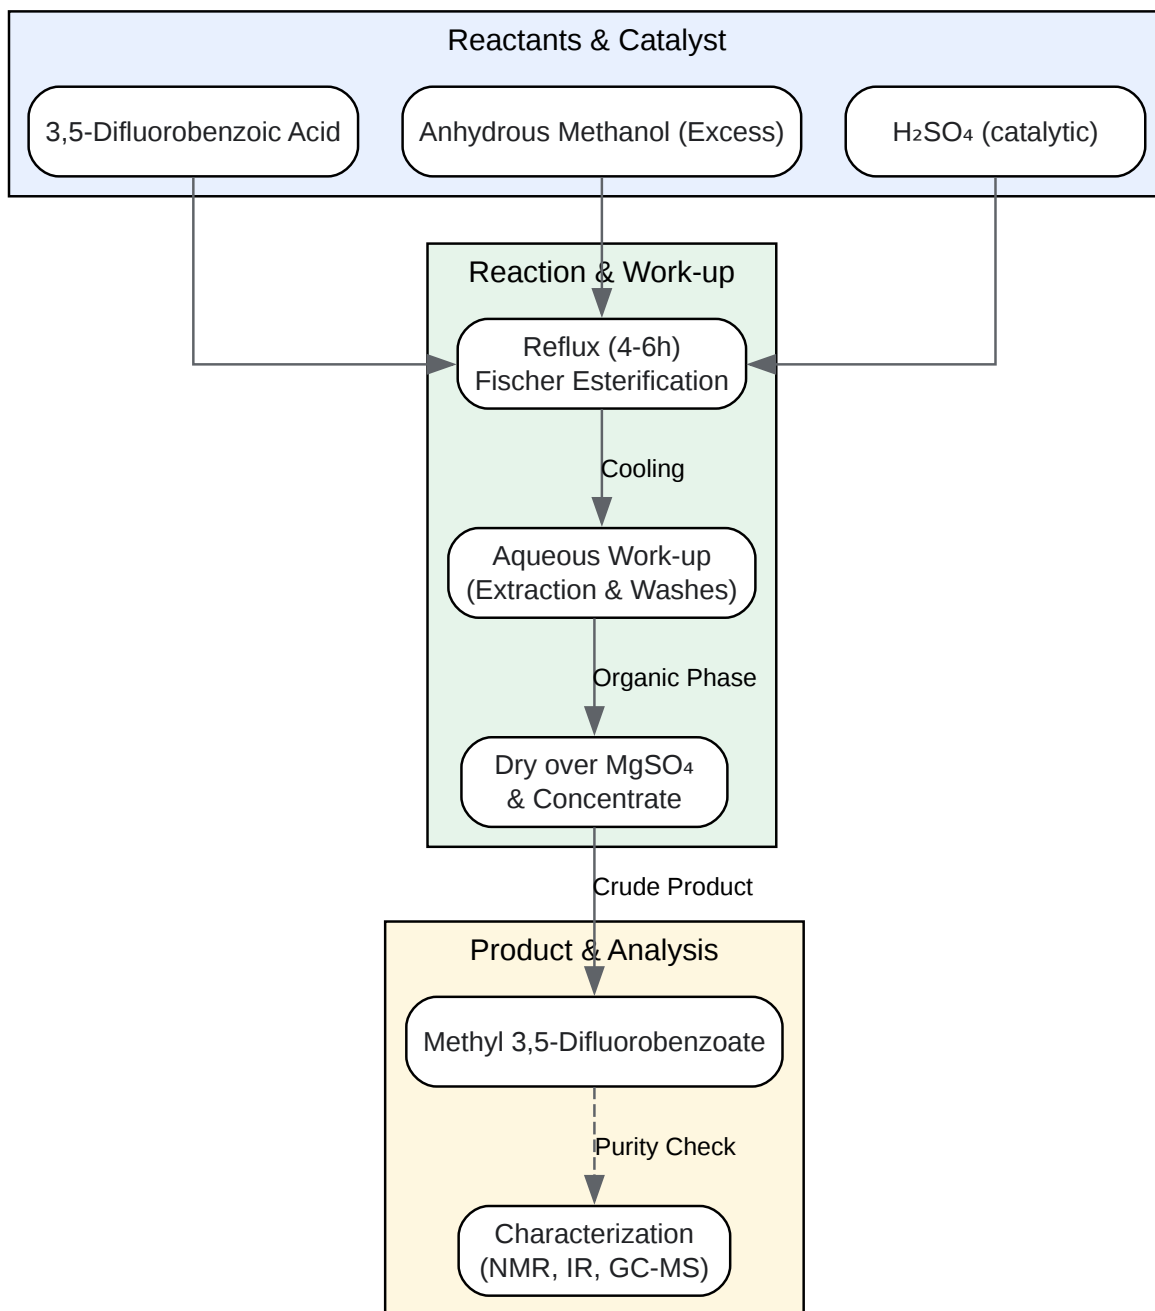 Reactants & Catalyst
3,5-Difluorobenzoic Acid
Anhydrous Methanol (Excess)
H₂SO₄ (catalytic)
Reaction & Work-up
Reflux (4-6h)
Fischer Esterification
Cooling
Aqueous Work-up
(Extraction & Washes)
Organic Phase
Dry over MgSO₄
& Concentrate
Crude Product
Product & Analysis
Methyl 3,5-Difluorobenzoate
Purity Check
Characterization
(NMR, IR, GC-MS)